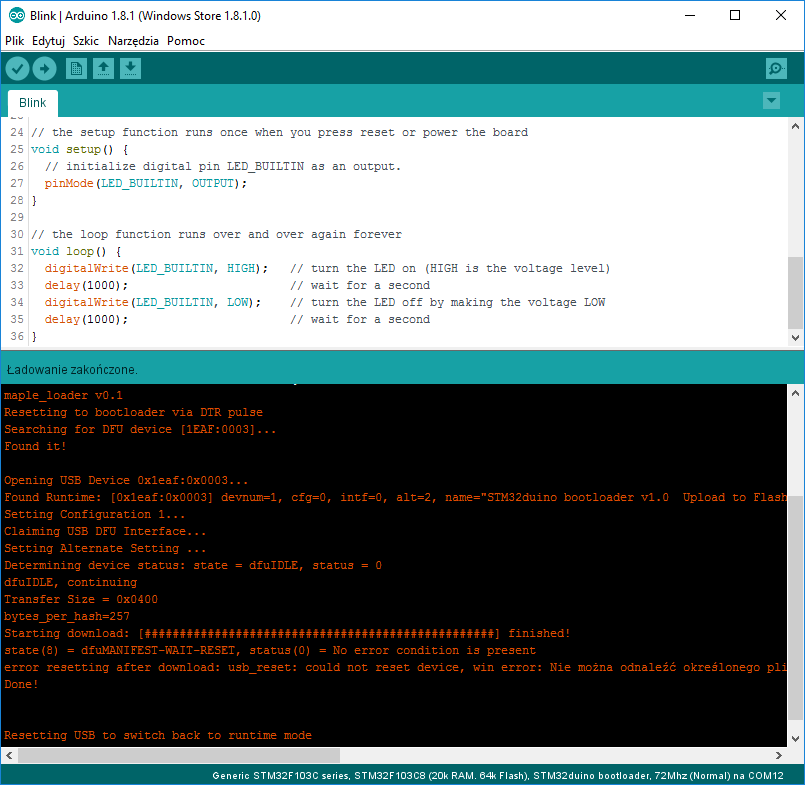 Blink | Arduino 1.8.1 (Windows Store 1.8.1.0)
Plik Edytuj Szkic Narzędzia Pomoc
Blink
24 // the setup function runs once when you press reset or power the board
25 void setup() {
26   // initialize digital pin LED_BUILTIN as an output.
27   pinMode(LED_BUILTIN, OUTPUT);
28 }
29
30 // the loop function runs over and over again forever
31 void loop() {
32   digitalWrite(LED_BUILTIN, HIGH);   // turn the LED on (HIGH is the voltage level)
33   delay(1000);                       // wait for a second
34   digitalWrite(LED_BUILTIN, LOW);    // turn the LED off by making the voltage LOW
35   delay(1000);                       // wait for a second
36 }
Ładowanie zakończone.
maple_loader v0.1
Resetting to bootloader via DTR pulse
Searching for DFU device [1EAF:0003]...
Found it!
Opening USB Device 0x1eaf:0x0003...
Found Runtime: [0x1eaf:0x0003] devnum=1, cfg=0, intf=0, alt=2, name="STM32duino bootloader v1.0  Upload to Flash
Setting Configuration 1...
Claiming USB DFU Interface...
Setting Alternate Setting ...
Determining device status: state = dfuIDLE, status = 0
dfuIDLE, continuing
Transfer Size = 0x0400
bytes_per_hash=257
Starting download: [##################################################] finished!
state(8) = dfuMANIFEST-WAIT-RESET, status(0) = No error condition is present
error resetting after download: usb_reset: could not reset device, win error: Nie można odnaleźć określonego pli
Done!
Resetting USB to switch back to runtime mode
Generic STM32F103C series, STM32F103C8 (20k RAM. 64k Flash), STM32duino bootloader, 72Mhz (Normal) na COM12